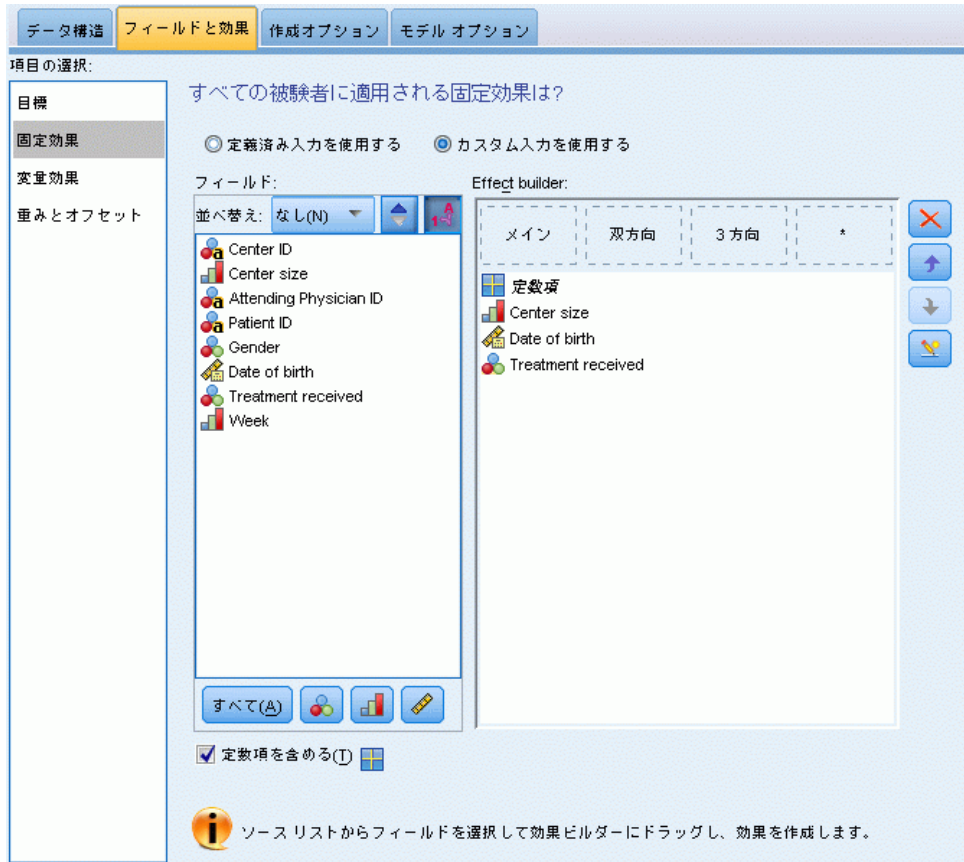 データ構造 フィールドと効果 作成オプション モデル オプション
項目の選択:
目標
固定効果
変量効果
重みとオフセット
すべての被験者に適用される固定効果は?
定義済み入力を使用する カスタム入力を使用する
フィールド:
並べ替え: なし(N)
Center ID
Center size
Attending Physician ID
Patient ID
Gender
Date of birth
Treatment received
Week
すべて(A)
Effect builder:
メイン 双方向 3方向 *
定数項
Center size
Date of birth
Treatment received
定数項を含める(T)
ソース リストからフィールドを選択して効果ビルダーにドラッグし、効果を作成します。